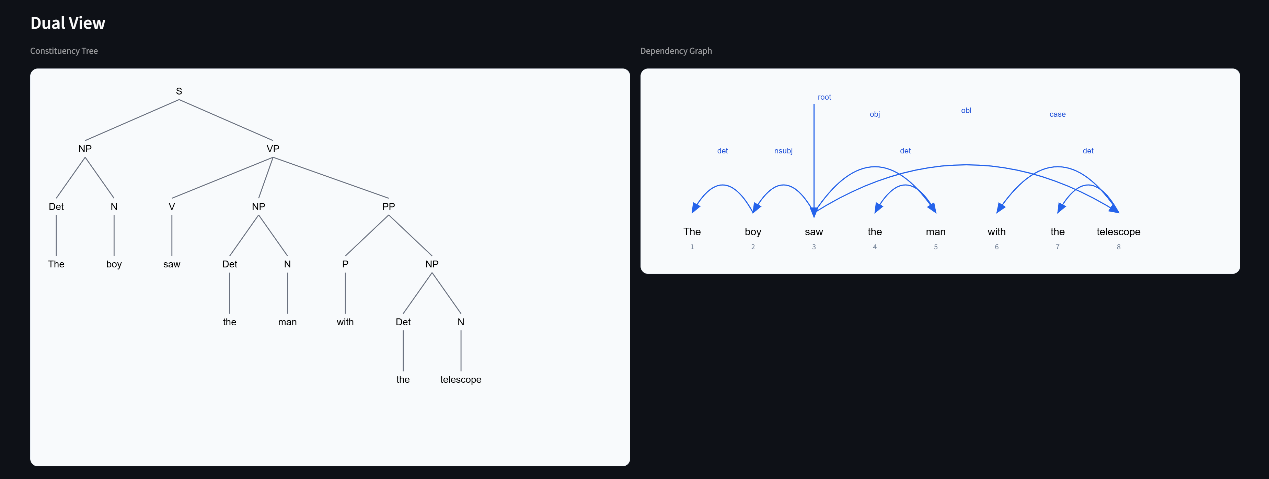 Dual View
Constituency Tree
S
NP VP
Det N V NP PP
The boy saw Det N P NP
the man with Det N
the telescope
Dependency Graph
root
obl
obj case
det nsubj det det
The boy saw the man with the telescope
1 2 3 4 5 6 7 8